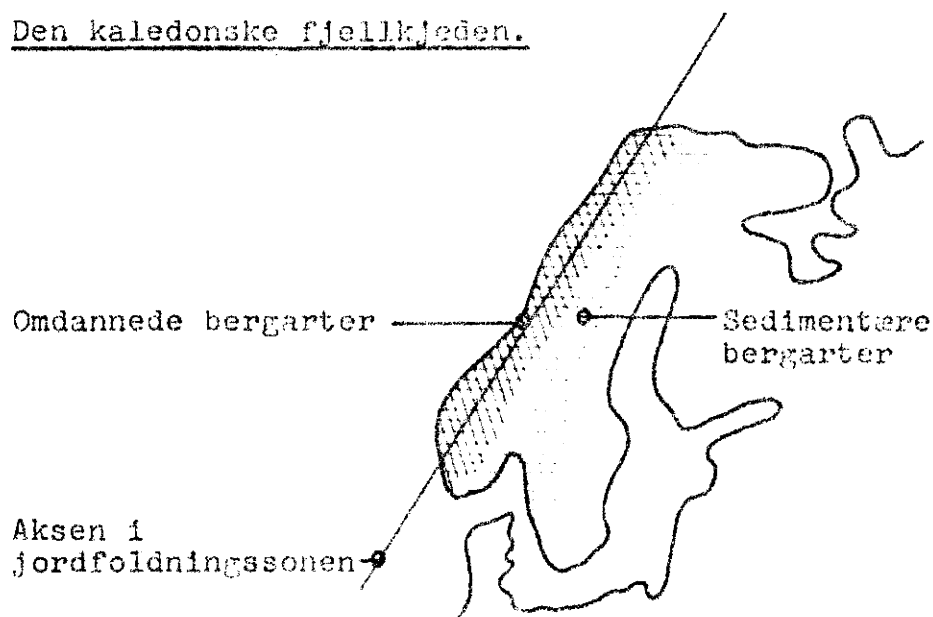 Den kaledonske fjellkjeden.
Omdannede bergarter
Sedimentære
bergarter
Aksen i
jordfoldningssonen